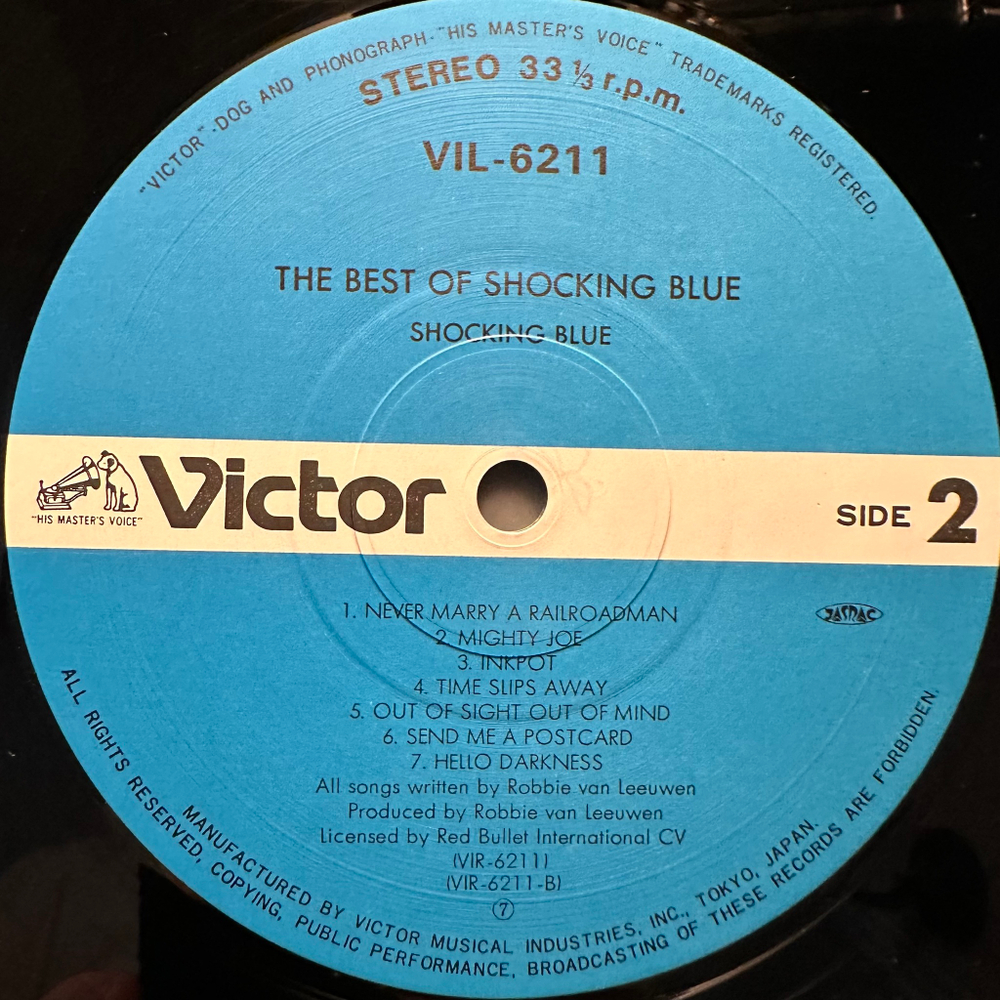 "VICTOR"-DOG AND PHONOGRAPH-"HIS MASTER'S VOICE" TRADEMARKS REGISTERED.
STEREO 33 ⅓ r.p.m.
VIL-6211
THE BEST OF SHOCKING BLUE
SHOCKING BLUE
"HIS MASTER'S VOICE"
Victor
SIDE 2
1. NEVER MARRY A RAILROADMAN
JASRAC
2. MIGHTY JOE
3. INKPOT
4. TIME SLIPS AWAY
5. OUT OF SIGHT OUT OF MIND
6. SEND ME A POSTCARD
7. HELLO DARKNESS
All songs written by Robbie van Leeuwen
Produced by Robbie van Leeuwen
Licensed by Red Bullet International CV
(VIR-6211)
(VIR-6211-B)
⑦
MANUFACTURED BY VICTOR MUSICAL INDUSTRIES, INC., TOKYO, JAPAN.
ALL RIGHTS RESERVED, COPYING, PUBLIC PERFORMANCE, BROADCASTING OF THESE RECORDS ARE FORBIDDEN.